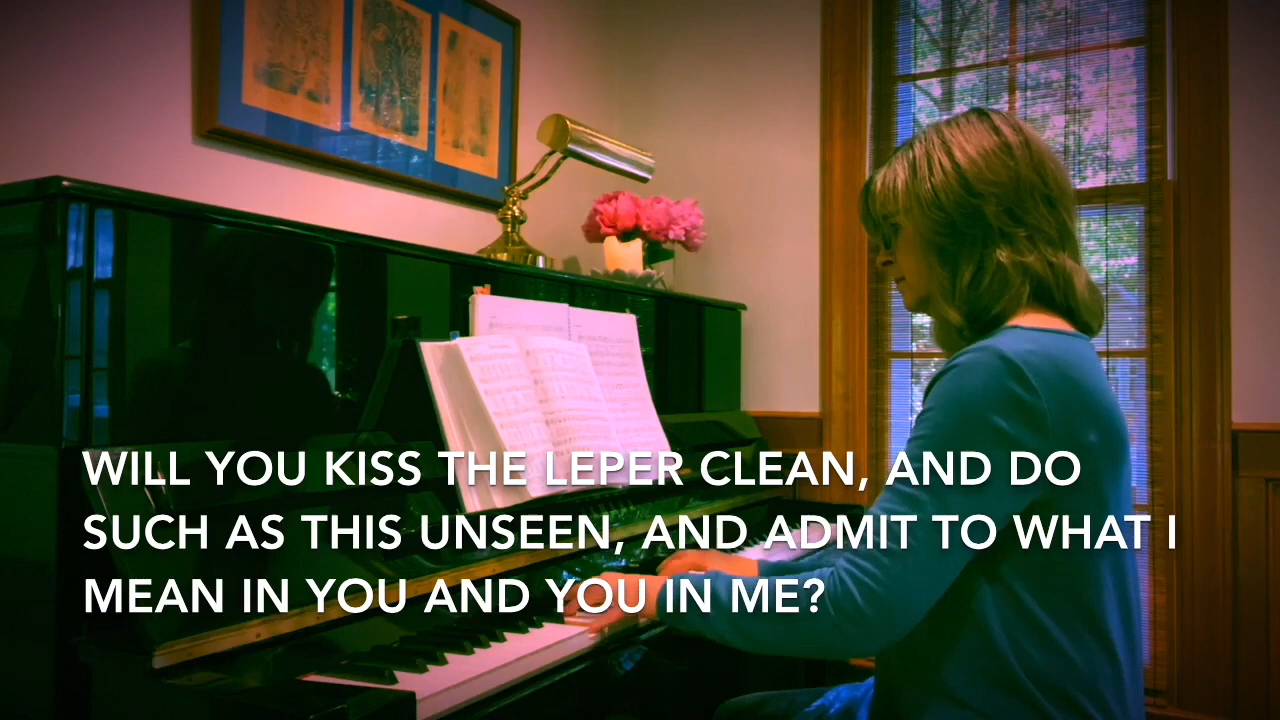 WILL YOU KISS THE LEPER CLEAN, AND DO
SUCH AS THIS UNSEEN, AND ADMIT TO WHAT I
MEAN IN YOU AND YOU IN ME?